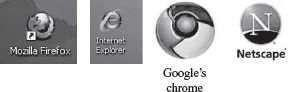 Mozilla Firefox
Internet
Explorer
Google's
chrome
N
Netscape